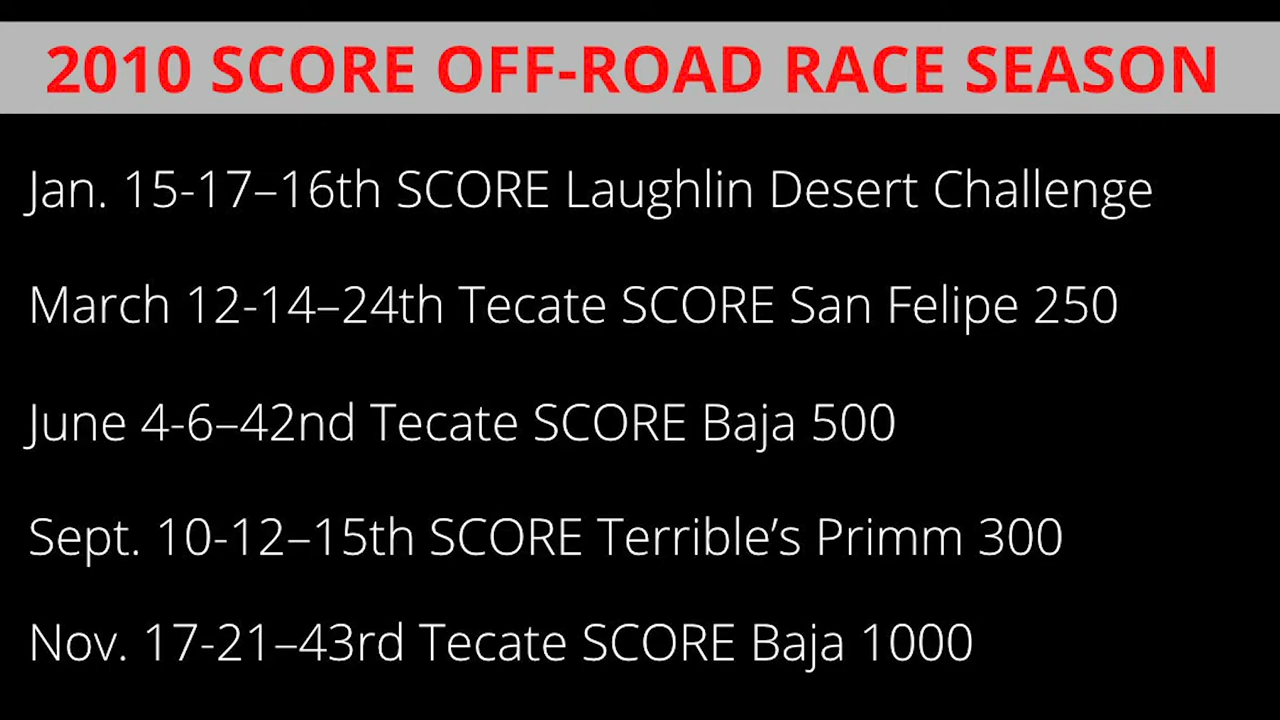 2010 SCORE OFF-ROAD RACE SEASON
Jan. 15-17–16th SCORE Laughlin Desert Challenge
March 12-14–24th Tecate SCORE San Felipe 250
June 4-6–42nd Tecate SCORE Baja 500
Sept. 10-12–15th SCORE Terrible’s Primm 300
Nov. 17-21–43rd Tecate SCORE Baja 1000